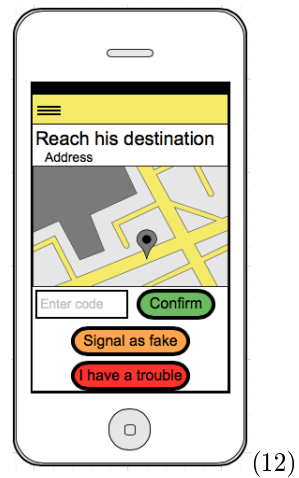 Reach his destination
Address
Enter code Confirm
Signal as fake
I have a trouble
(12)